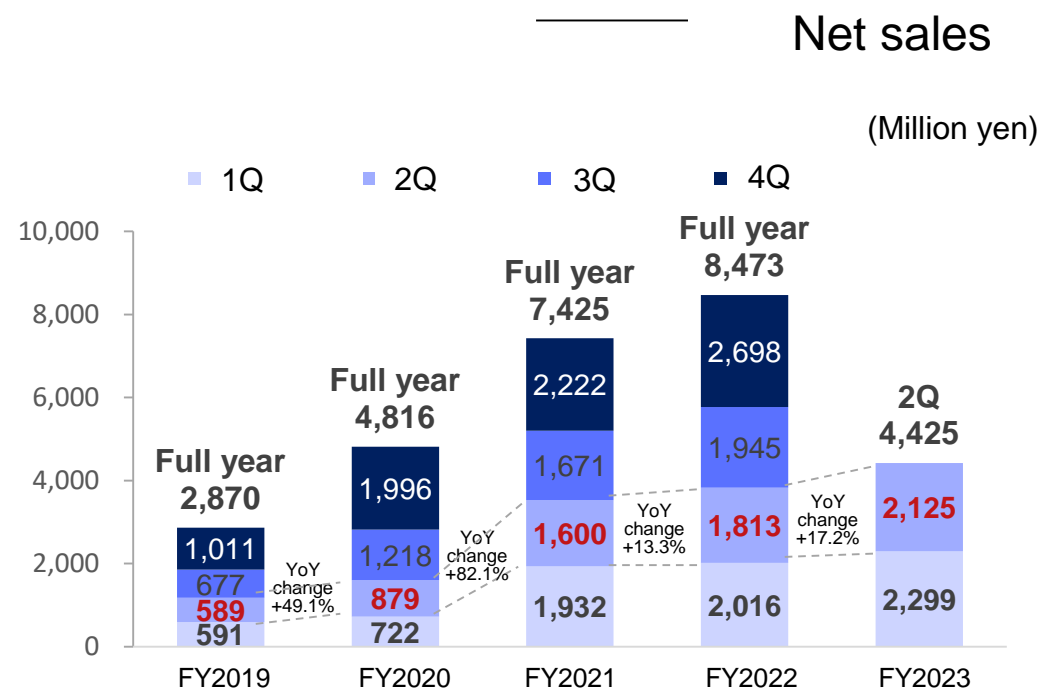 Net sales
(Million yen)
1Q 2Q 3Q 4Q
10,000
8,000
6,000
4,000
2,000
0
Full year
2,870
1,011
677
589
591
YoY
change
+49.1%
Full year
4,816
1,996
1,218
879
722
YoY
change
+82.1%
Full year
7,425
2,222
1,671
1,600
1,932
YoY
change
+13.3%
Full year
8,473
2,698
1,945
1,813
2,016
YoY
change
+17.2%
2Q
4,425
2,125
2,299
FY2019 FY2020 FY2021 FY2022 FY2023